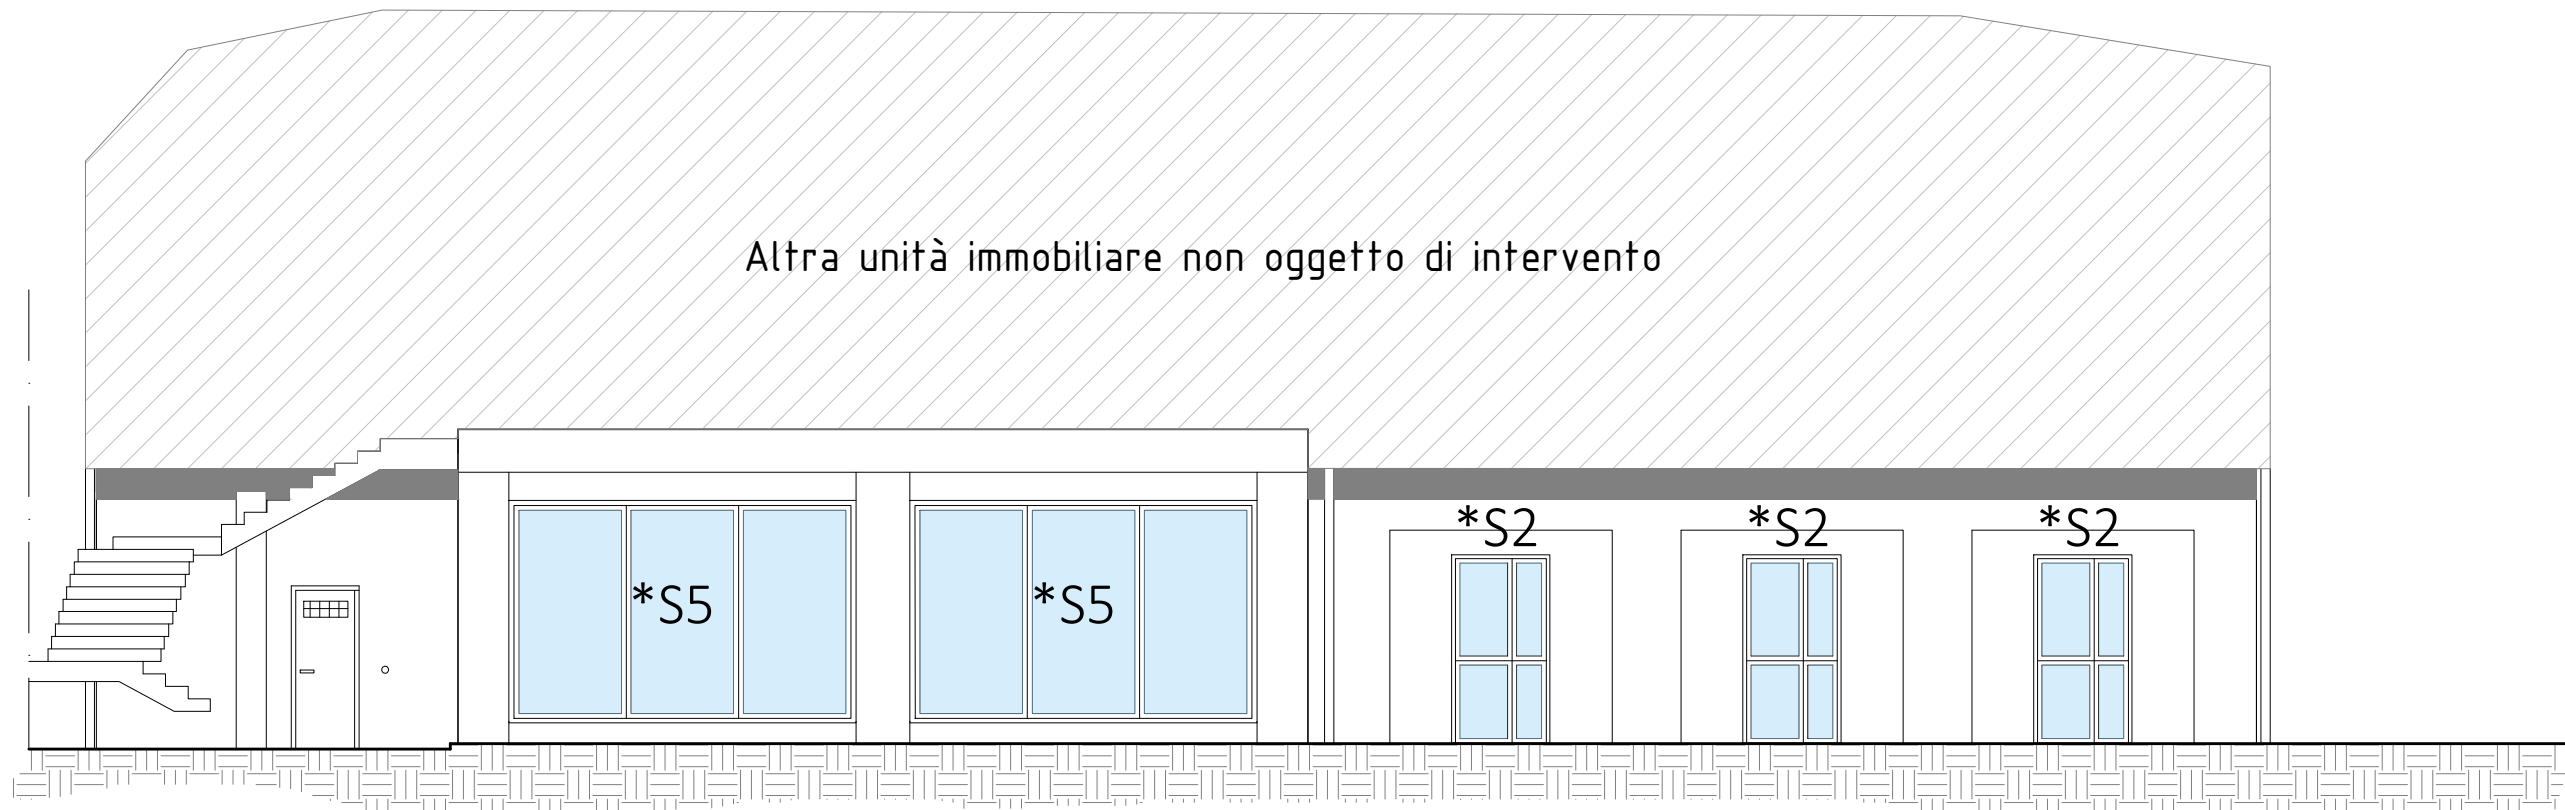 Altra unità immobiliare non oggetto di intervento
*S2 *S2 *S2
*S5 *S5